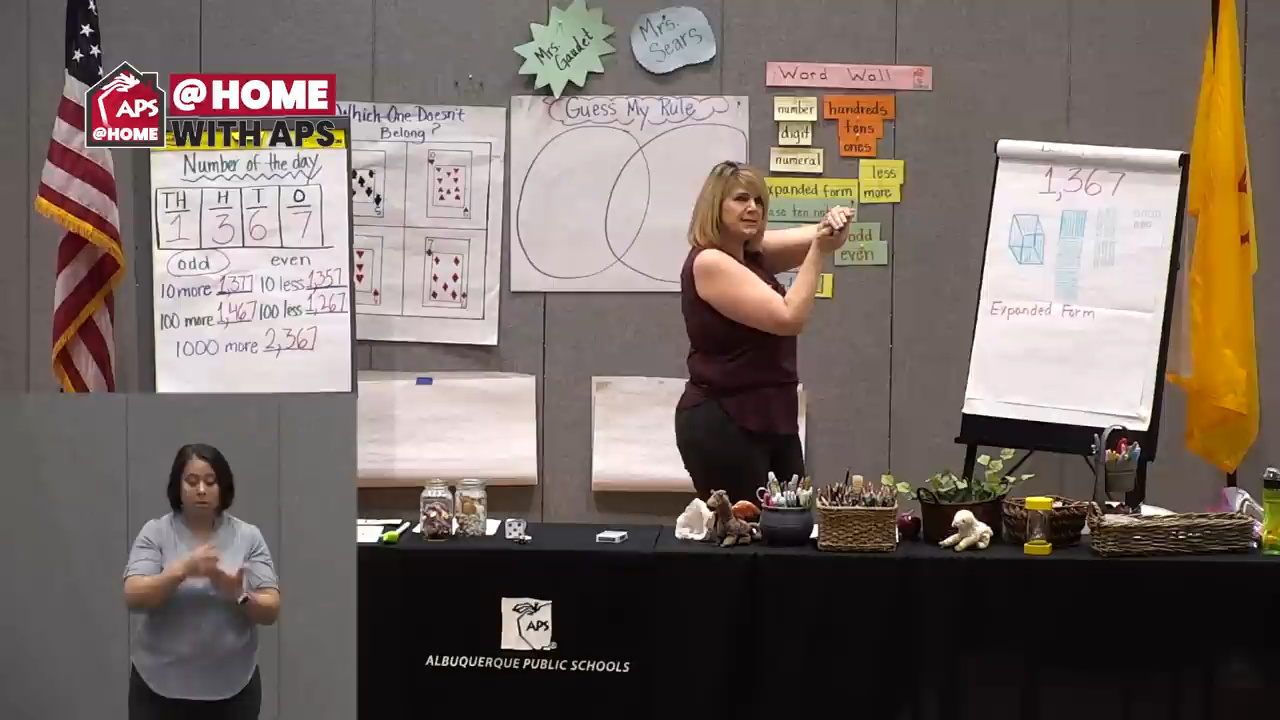 APS
@HOME
@HOME
WITH APS
Mrs.
Gaudet
Mrs.
Sears
Number of the day
TH H T O
1 3 6 7
odd even
10 more 1,377 10 less 1,357
100 more 1,467 100 less 1,267
1000 more 2,367
Which One Doesn't
Belong?
Guess My Rule
Word Wall
number
digit
numeral
hundreds
tens
ones
less
more
expanded form
odd
even
1,367
Expanded Form
APS
ALBUQUERQUE PUBLIC SCHOOLS